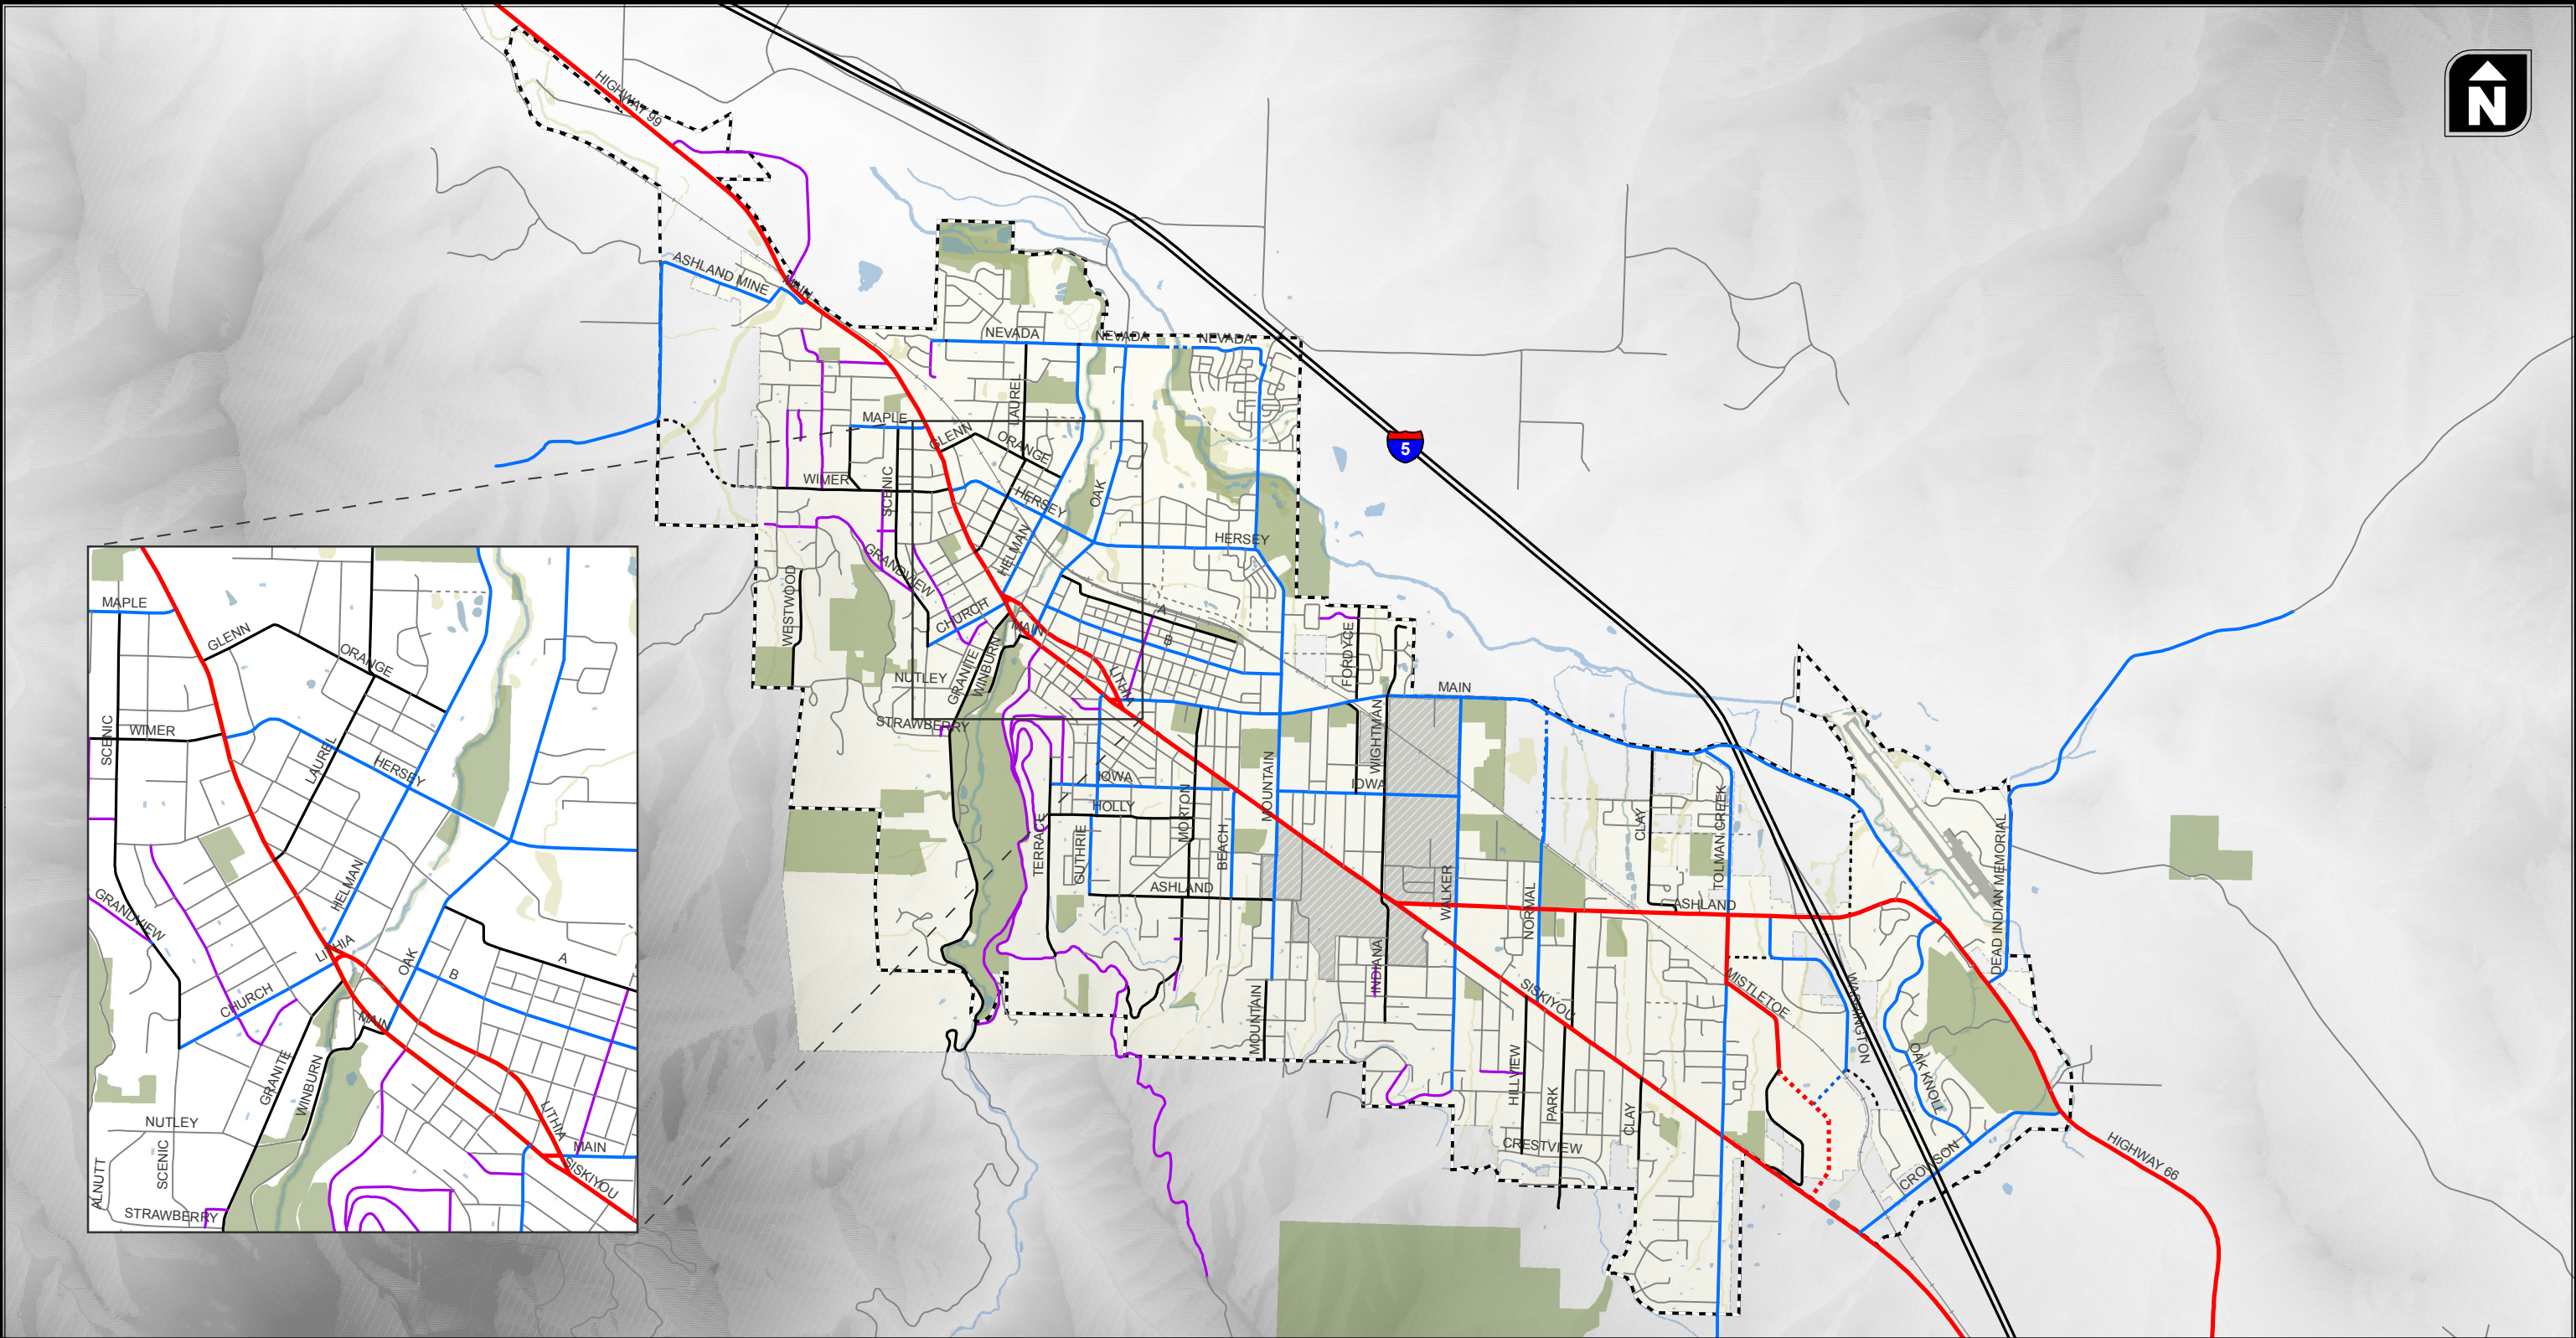 HIGHWAY 99
N
ASHLAND MINE
MAIN
NEVADA
NEVADA
NEVADA
LAUREL
MAPLE
GLENN
ORANGE
5
WIMER
SCENIC
HERSEY
OAK
HERSEY
HELMAN
GRANDVIEW
WESTWOOD
CHURCH
A
MAIN
B
FORDYCE
GRANITE
WINBURN
NUTLEY
LITHIA
MAIN
STRAWBERRY
WIGHTMAN
IOWA
IOWA
MOUNTAIN
HOLLY
MORTON
TERRACE
GUTHRIE
BEACH
CLAY
TOLMAN CREEK
DEAD INDIAN MEMORIAL
ASHLAND
WALKER
NORMAL
ASHLAND
INDIANA
MISTLETOE
SISKIYOU
MOUNTAIN
WASHINGTON
OAK KNOLL
HILLVIEW
PARK
CLAY
CRESTVIEW
CROWSON
HIGHWAY 66
MAPLE
GLENN
ORANGE
SCENIC
WIMER
LAUREL
HERSEY
HELMAN
GRANDVIEW
LITHIA
OAK
A
B
CHURCH
MAIN
GRANITE
WINBURN
LITHIA
NUTLEY
MAIN
SCENIC
SISKIYOU
ALNUTT
STRAWBERRY